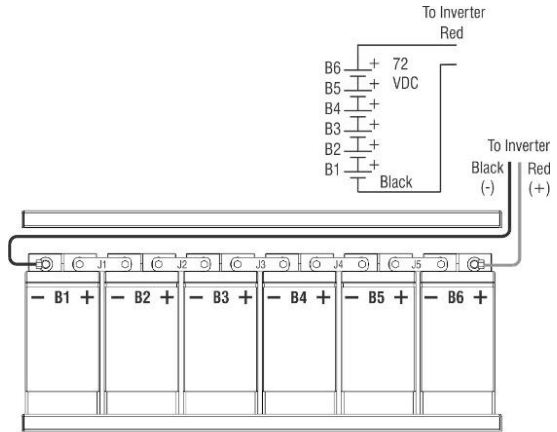 To Inverter
Red
B6 + 72
B5 + VDC
B4 +
B3 +
B2 +
B1 +
Black
To Inverter
Black Red
(-) (+)
J1 J2 J3 J4 J5
− B1 + − B2 + − B3 + − B4 + − B5 + − B6 +